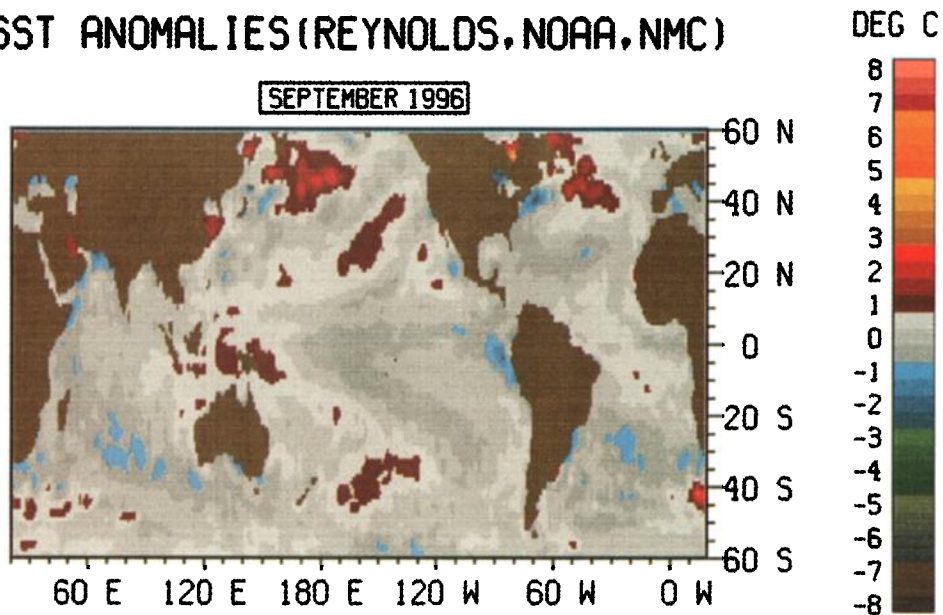 SST ANOMALIES(REYNOLDS,NOAA,NMC)
DEG C
SEPTEMBER 1996
60 N
40 N
20 N
0
20 S
40 S
60 S
60 E 120 E 180 E 120 W 60 W 0 W
8
7
6
5
4
3
2
1
0
-1
-2
-3
-4
-5
-6
-7
-8